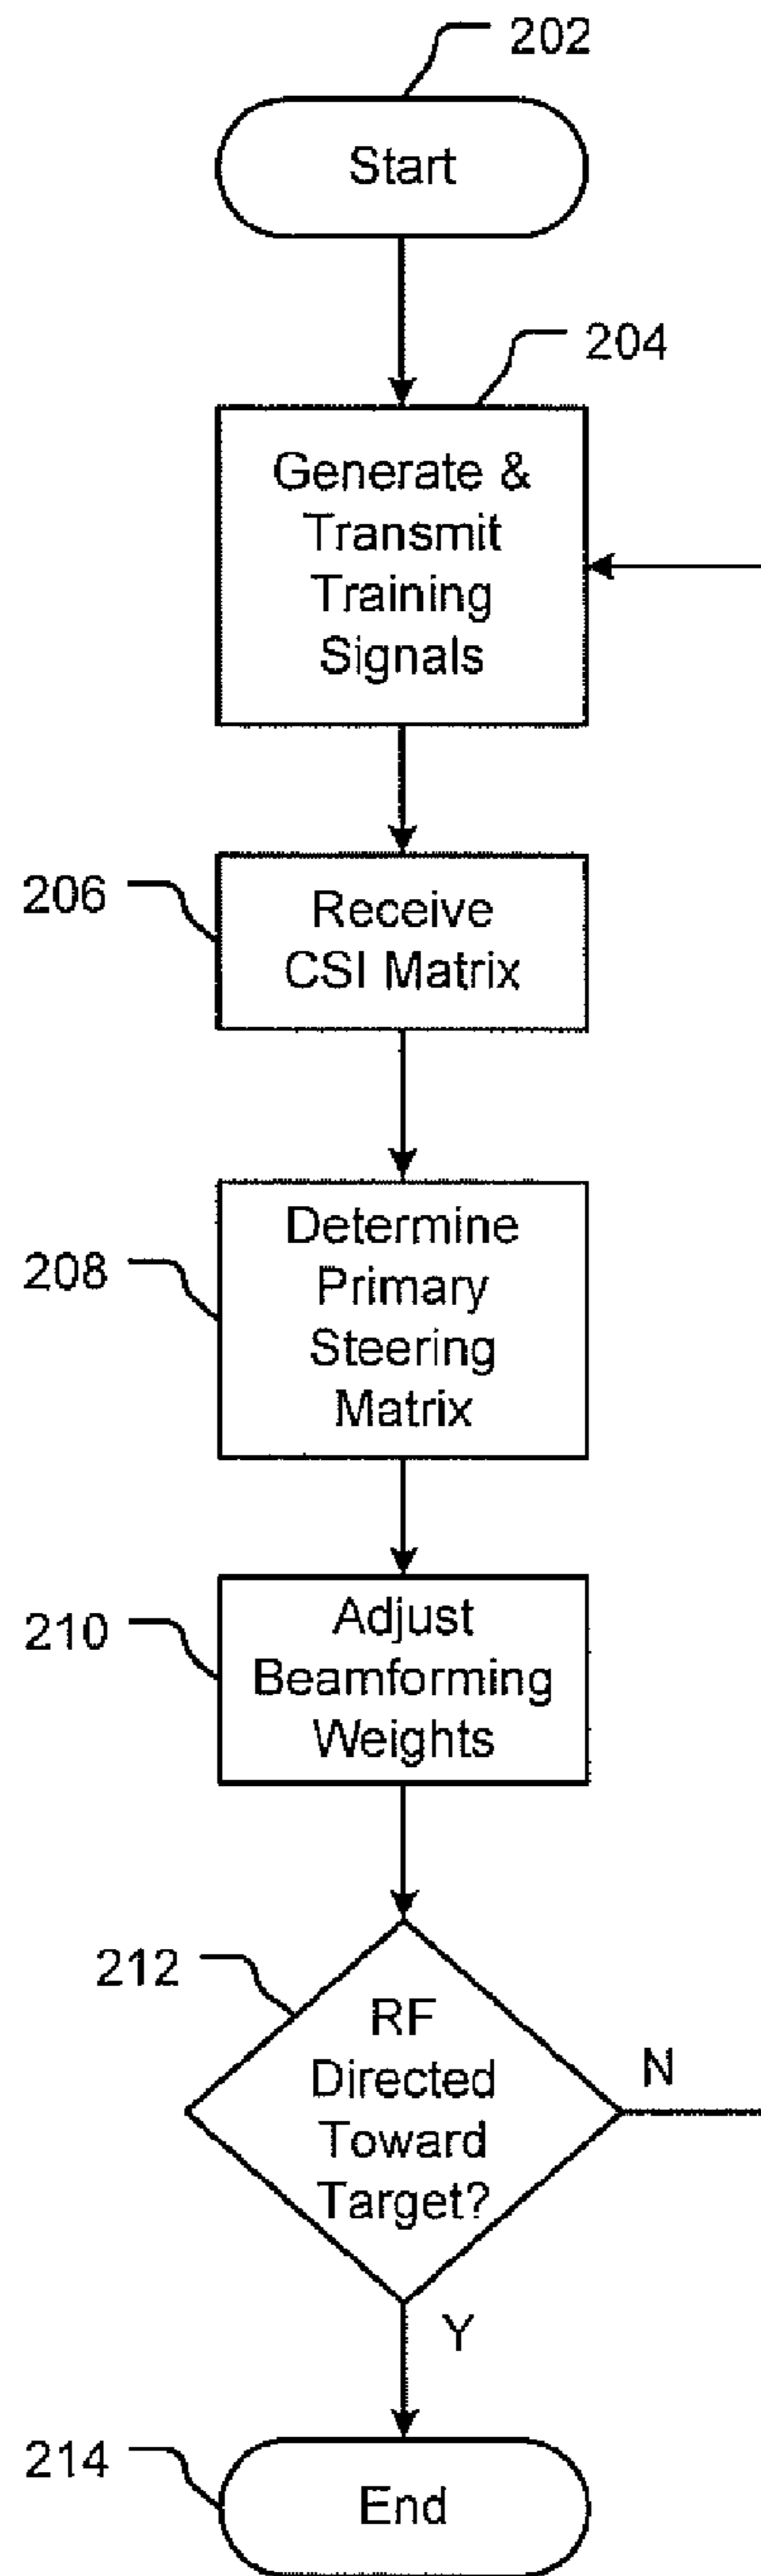 202
Start
204
Generate &
Transmit
Training
Signals
206
Receive
CSI Matrix
208
Determine
Primary
Steering
Matrix
210
Adjust
Beamforming
Weights
212
RF
Directed
Toward
Target?
N
Y
214
End